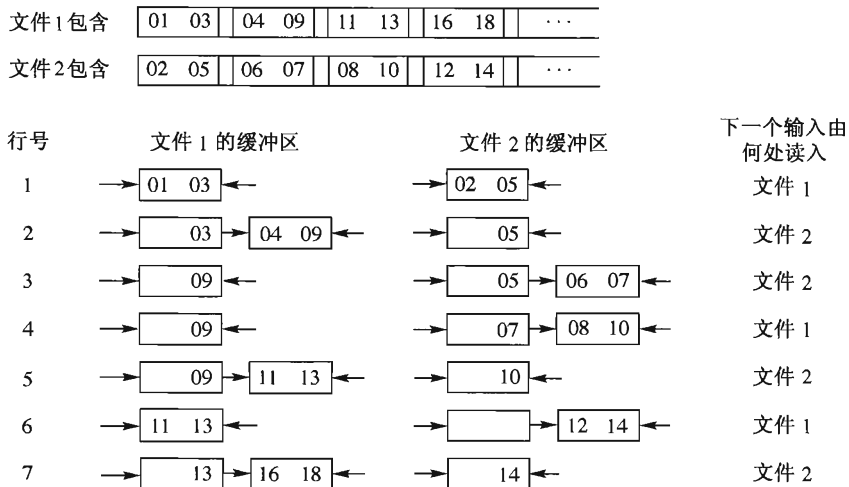 文件1包含 01 03 04 09 11 13 16 18 ···
文件2包含 02 05 06 07 08 10 12 14 ···
行号 文件 1 的缓冲区 文件 2 的缓冲区 下一个输入由
何处读入
1 01 03 02 05 文件 1
2 03 04 09 05 文件 2
3 09 05 06 07 文件 2
4 09 07 08 10 文件 1
5 09 11 13 10 文件 2
6 11 13 12 14 文件 1
7 13 16 18 14 文件 2